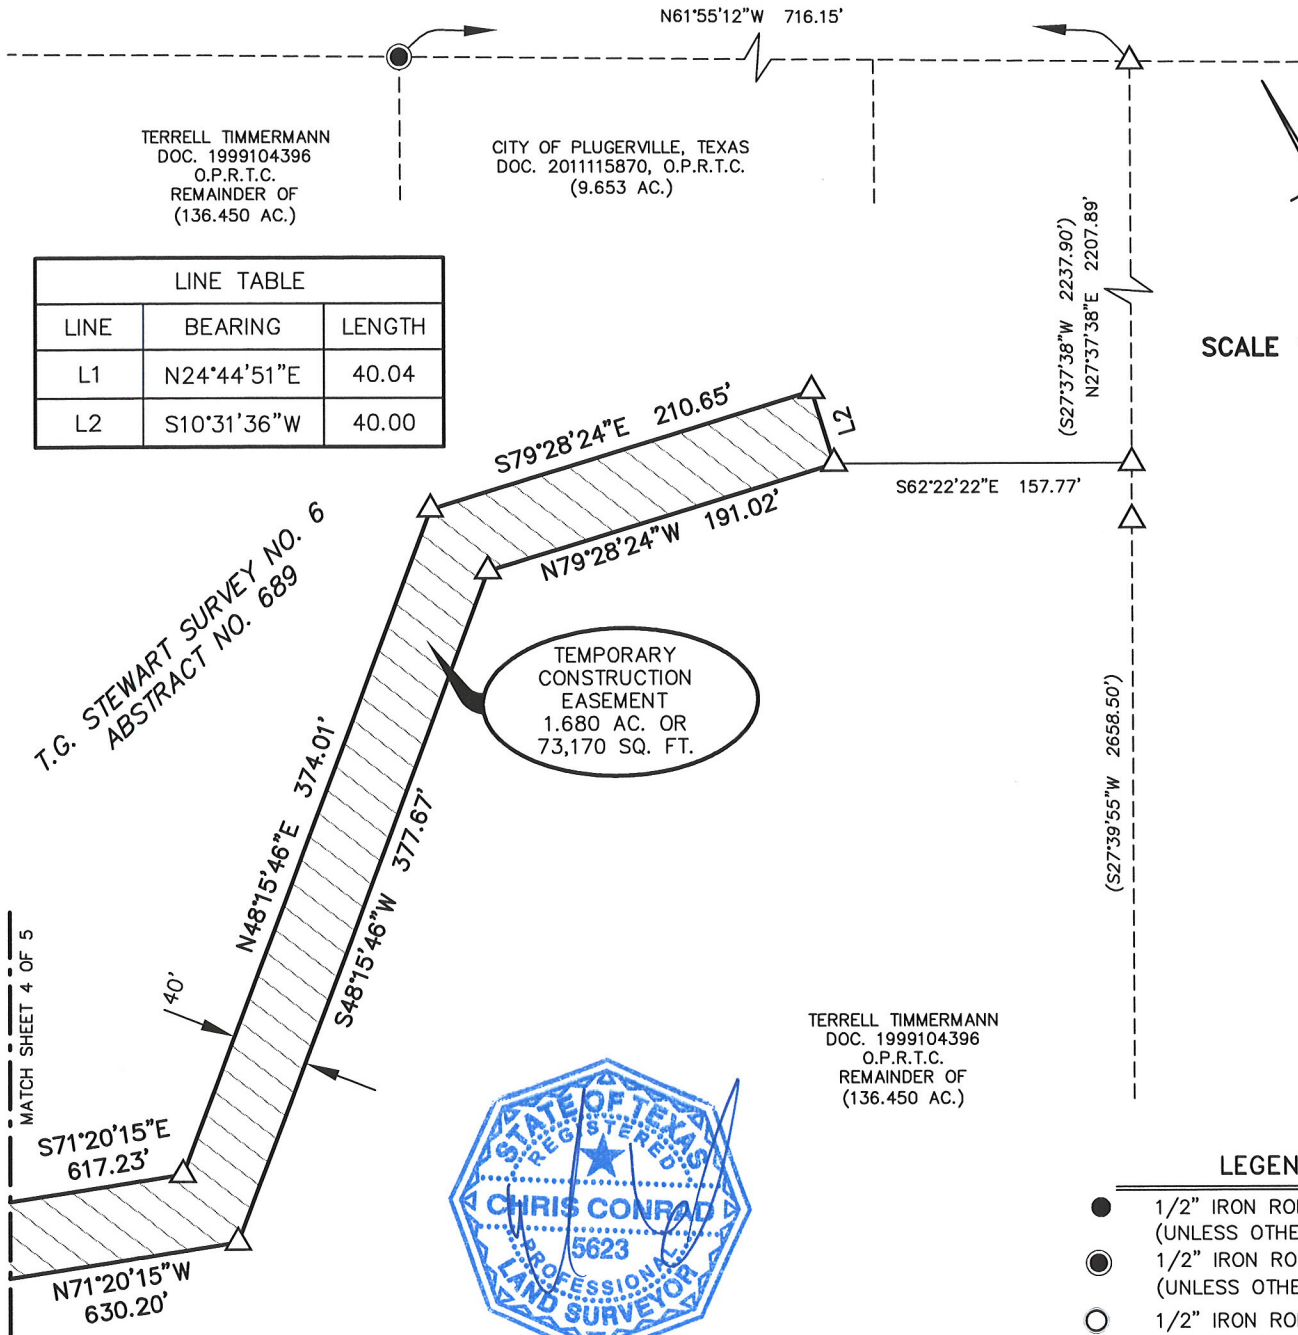 N61°55'12"W 716.15'
TERRELL TIMMERMANN
DOC. 1999104396
O.P.R.T.C.
REMAINDER OF
(136.450 AC.)
CITY OF PLUGERVILLE, TEXAS
DOC. 2011115870, O.P.R.T.C.
(9.653 AC.)
(S27°37'38"W 2237.90')
N27°37'38"E 2207.89'
SCALE
LINE TABLE
LINE BEARING LENGTH
L1 N24°44'51"E 40.04
L2 S10°31'36"W 40.00
S79°28'24"E 210.65'
L2
S62°22'22"E 157.77'
N79°28'24"W 191.02'
T.G. STEWART SURVEY NO. 6
ABSTRACT NO. 689
TEMPORARY
CONSTRUCTION
EASEMENT
1.680 AC. OR
73,170 SQ. FT.
N48°15'46"E 374.01'
S48°15'46"W 377.67'
(S27°39'55"W 2658.50')
40'
MATCH SHEET 4 OF 5
TERRELL TIMMERMANN
DOC. 1999104396
O.P.R.T.C.
REMAINDER OF
(136.450 AC.)
S71°20'15"E
617.23'
N71°20'15"W
630.20'
STATE OF TEXAS
REGISTERED
CHRIS CONRAD
5623
PROFESSIONAL
LAND SURVEYOR
LEGEN
1/2" IRON RO
(UNLESS OTHE
1/2" IRON RO
(UNLESS OTHE
1/2" IRON RO